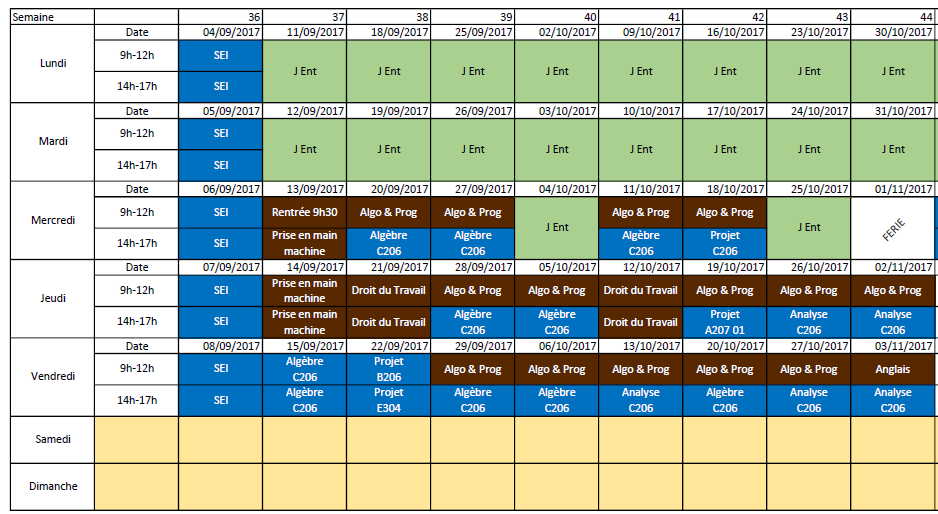 Semaine 36 37 38 39 40 41 42 43 44
Lundi Date 04/09/2017 11/09/2017 18/09/2017 25/09/2017 02/10/2017 09/10/2017 16/10/2017 23/10/2017 30/10/2017
9h-12h SEI J Ent J Ent J Ent J Ent J Ent J Ent J Ent J Ent
14h-17h SEI
Mardi Date 05/09/2017 12/09/2017 19/09/2017 26/09/2017 03/10/2017 10/10/2017 17/10/2017 24/10/2017 31/10/2017
9h-12h SEI J Ent J Ent J Ent J Ent J Ent J Ent J Ent J Ent
14h-17h SEI
Mercredi Date 06/09/2017 13/09/2017 20/09/2017 27/09/2017 04/10/2017 11/10/2017 18/10/2017 25/10/2017 01/11/2017
9h-12h SEI Rentrée 9h30 Algo & Prog Algo & Prog J Ent Algo & Prog Algo & Prog J Ent FERIE
14h-17h SEI Prise en main Algèbre Algèbre Algèbre Projet
machine C206 C206 C206 C206
Jeudi Date 07/09/2017 14/09/2017 21/09/2017 28/09/2017 05/10/2017 12/10/2017 19/10/2017 26/10/2017 02/11/2017
9h-12h SEI Prise en main Droit du Travail Algo & Prog Algo & Prog Droit du Travail Algo & Prog Algo & Prog Algo & Prog
machine
14h-17h SEI Prise en main Droit du Travail Algèbre Algèbre Droit du Travail Projet Analyse Analyse
machine C206 C206 A207 01 C206 C206
Vendredi Date 08/09/2017 15/09/2017 22/09/2017 29/09/2017 06/10/2017 13/10/2017 20/10/2017 27/10/2017 03/11/2017
9h-12h SEI Algèbre Projet Algo & Prog Algo & Prog Algo & Prog Algo & Prog Algo & Prog Anglais
C206 B206
14h-17h SEI Algèbre Projet Algèbre Algèbre Analyse Algèbre Analyse Analyse
C206 E304 C206 C206 C206 C206 C206 C206
Samedi
Dimanche